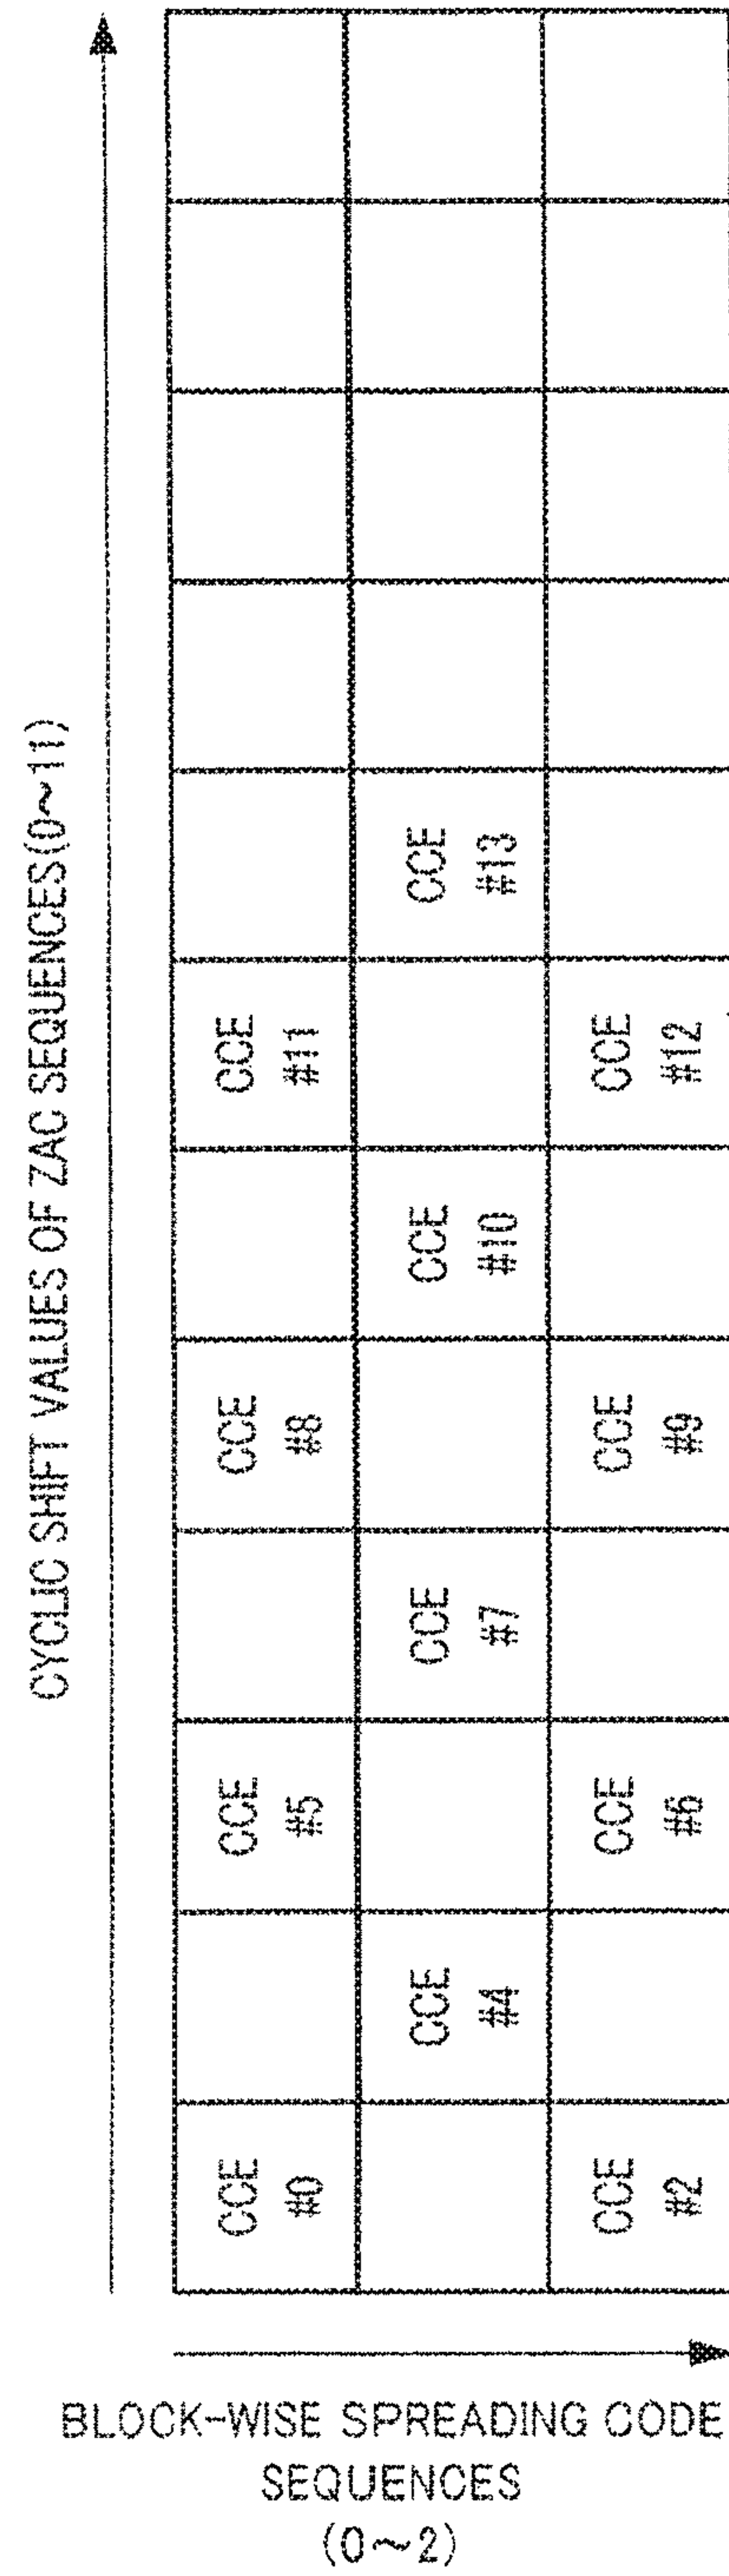 CYCLIC SHIFT VALUES OF ZAC SEQUENCES(0~11)
CCE
#13
CCE
#11
CCE
#12
CCE
#10
CCE
#8
CCE
#9
CCE
#7
CCE
#5
CCE
#6
CCE
#4
CCE
#0
CCE
#2
BLOCK-WISE SPREADING CODE
SEQUENCES
(0~2)